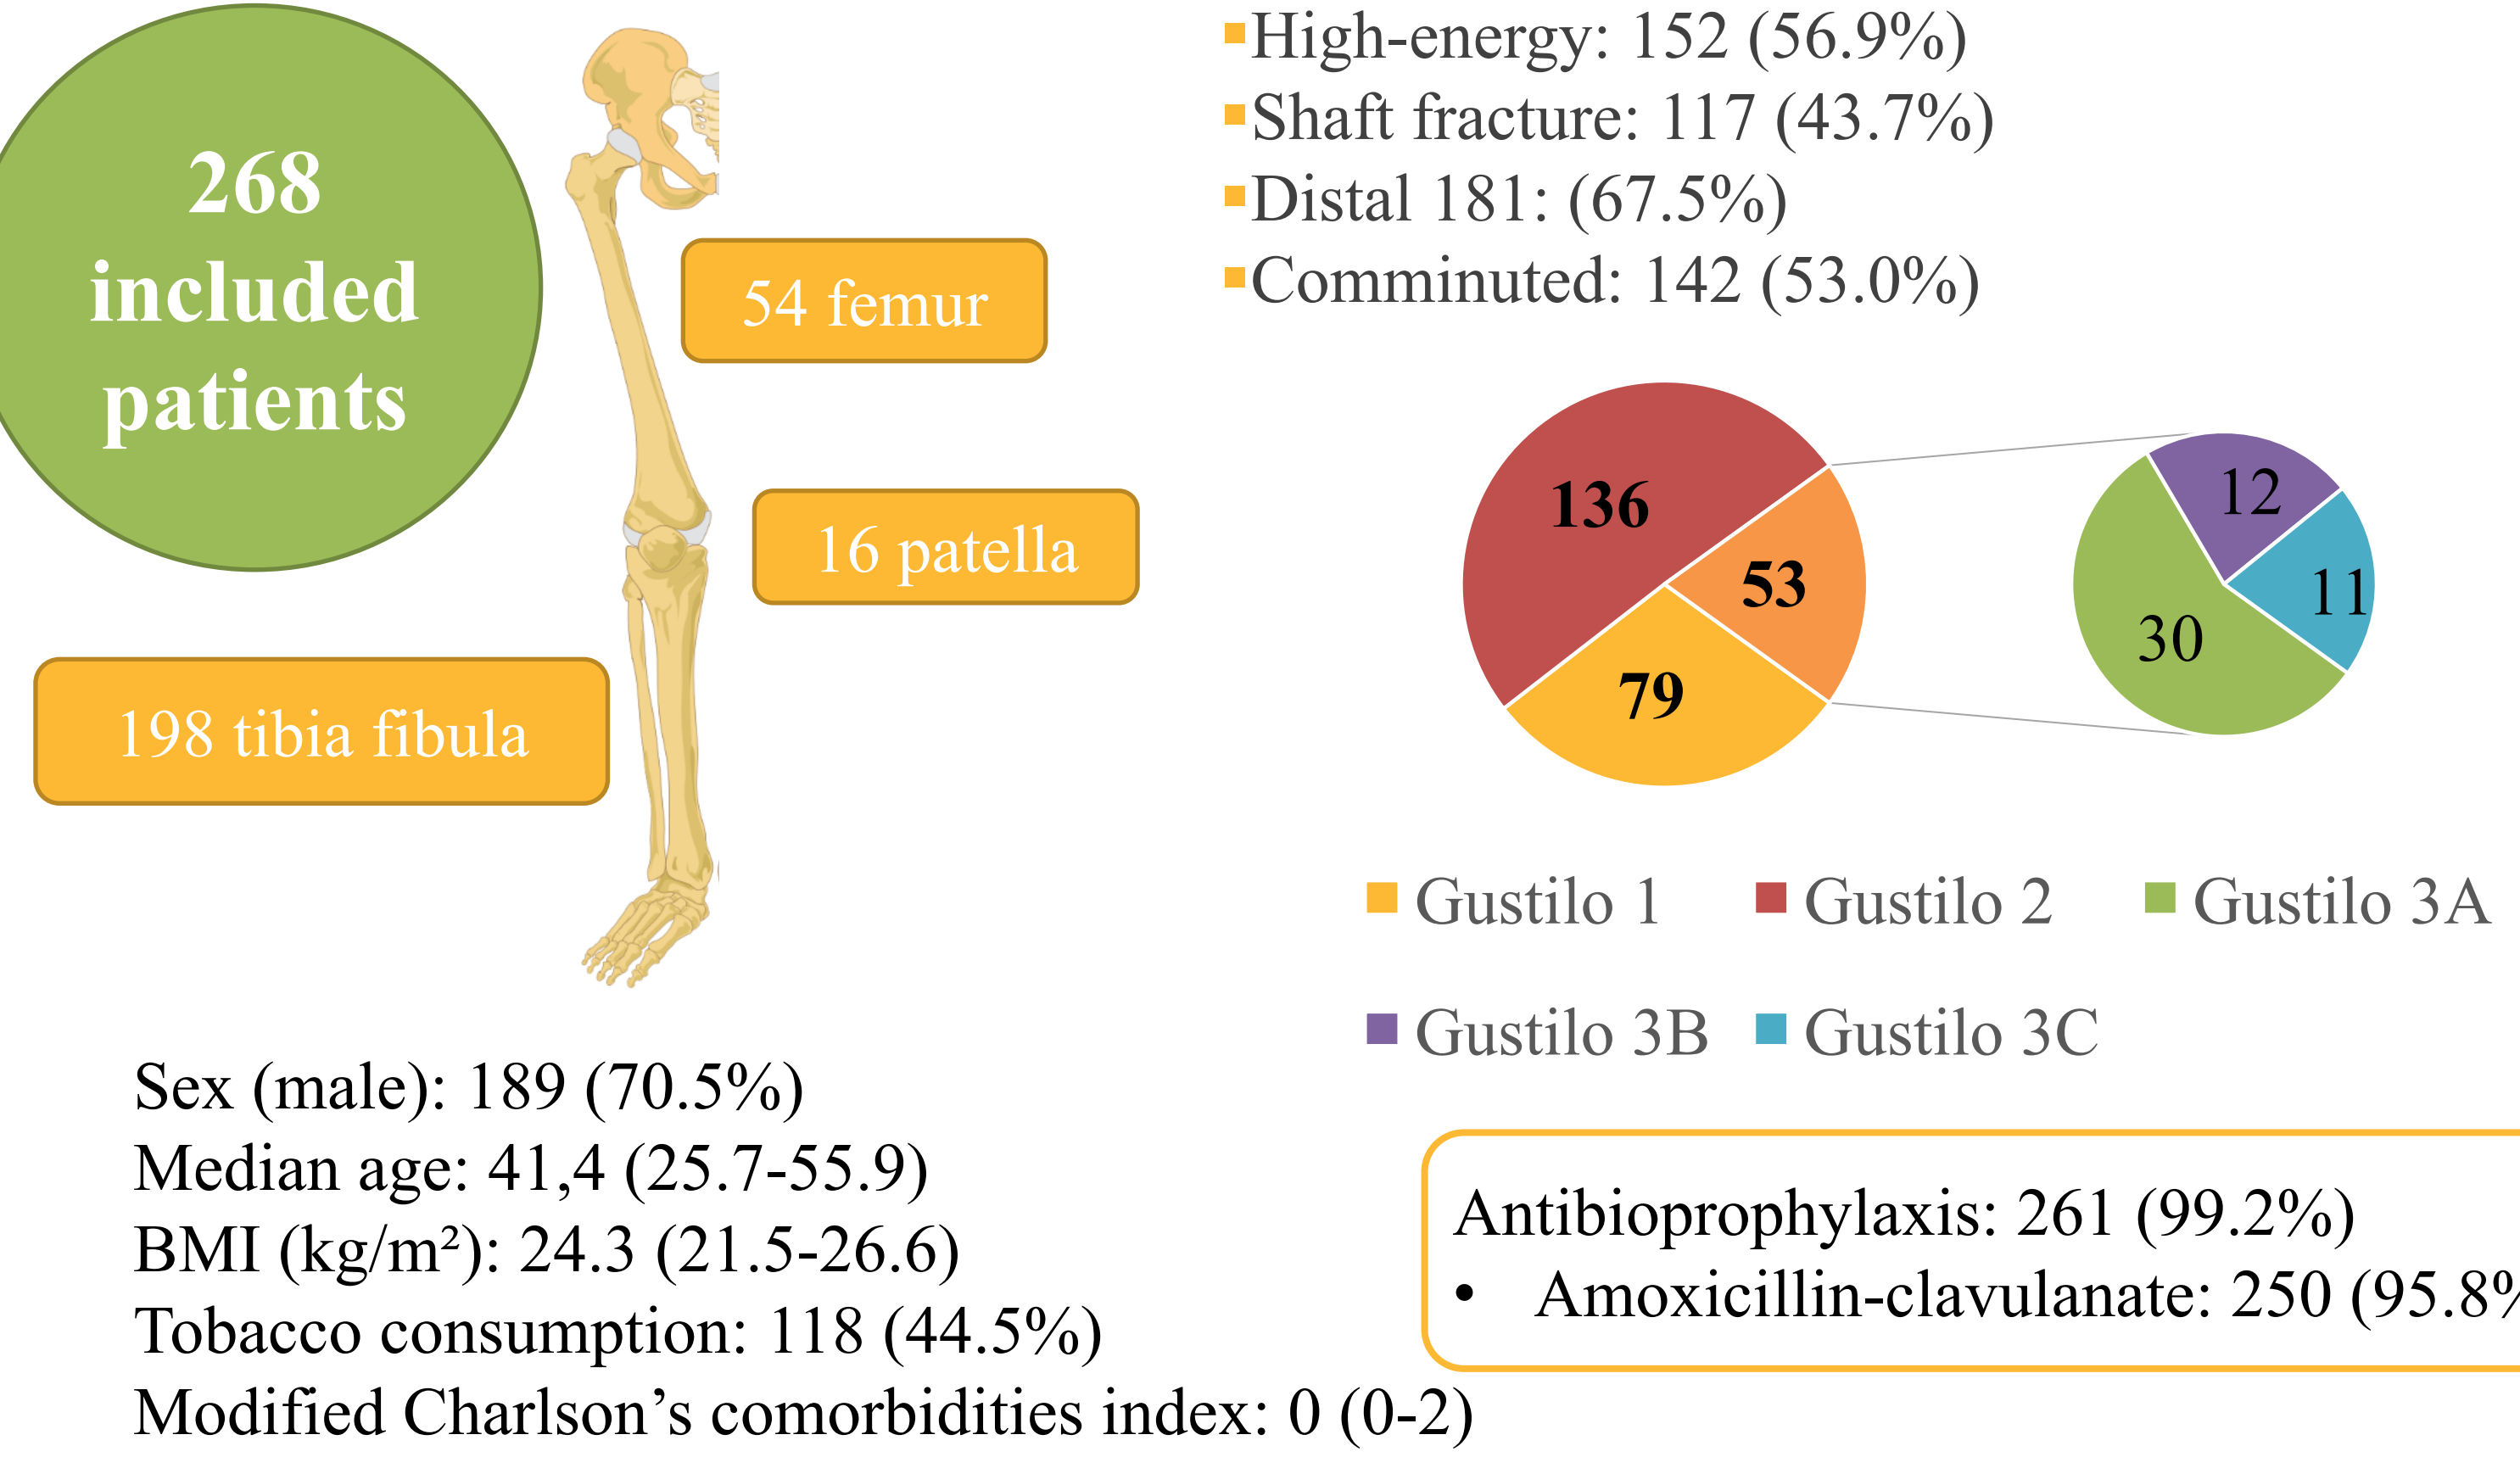 268
included
patients
54 femur
16 patella
198 tibia fibula
High-energy: 152 (56.9%)
Shaft fracture: 117 (43.7%)
Distal 181: (67.5%)
Comminuted: 142 (53.0%)
136
53
79
12
11
30
Gustilo 1
Gustilo 2
Gustilo 3A
Gustilo 3B
Gustilo 3C
Sex (male): 189 (70.5%)
Median age: 41,4 (25.7-55.9)
BMI (kg/m²): 24.3 (21.5-26.6)
Tobacco consumption: 118 (44.5%)
Modified Charlson’s comorbidities index: 0 (0-2)
Antibioprophylaxis: 261 (99.2%)
• Amoxicillin-clavulanate: 250 (95.8%